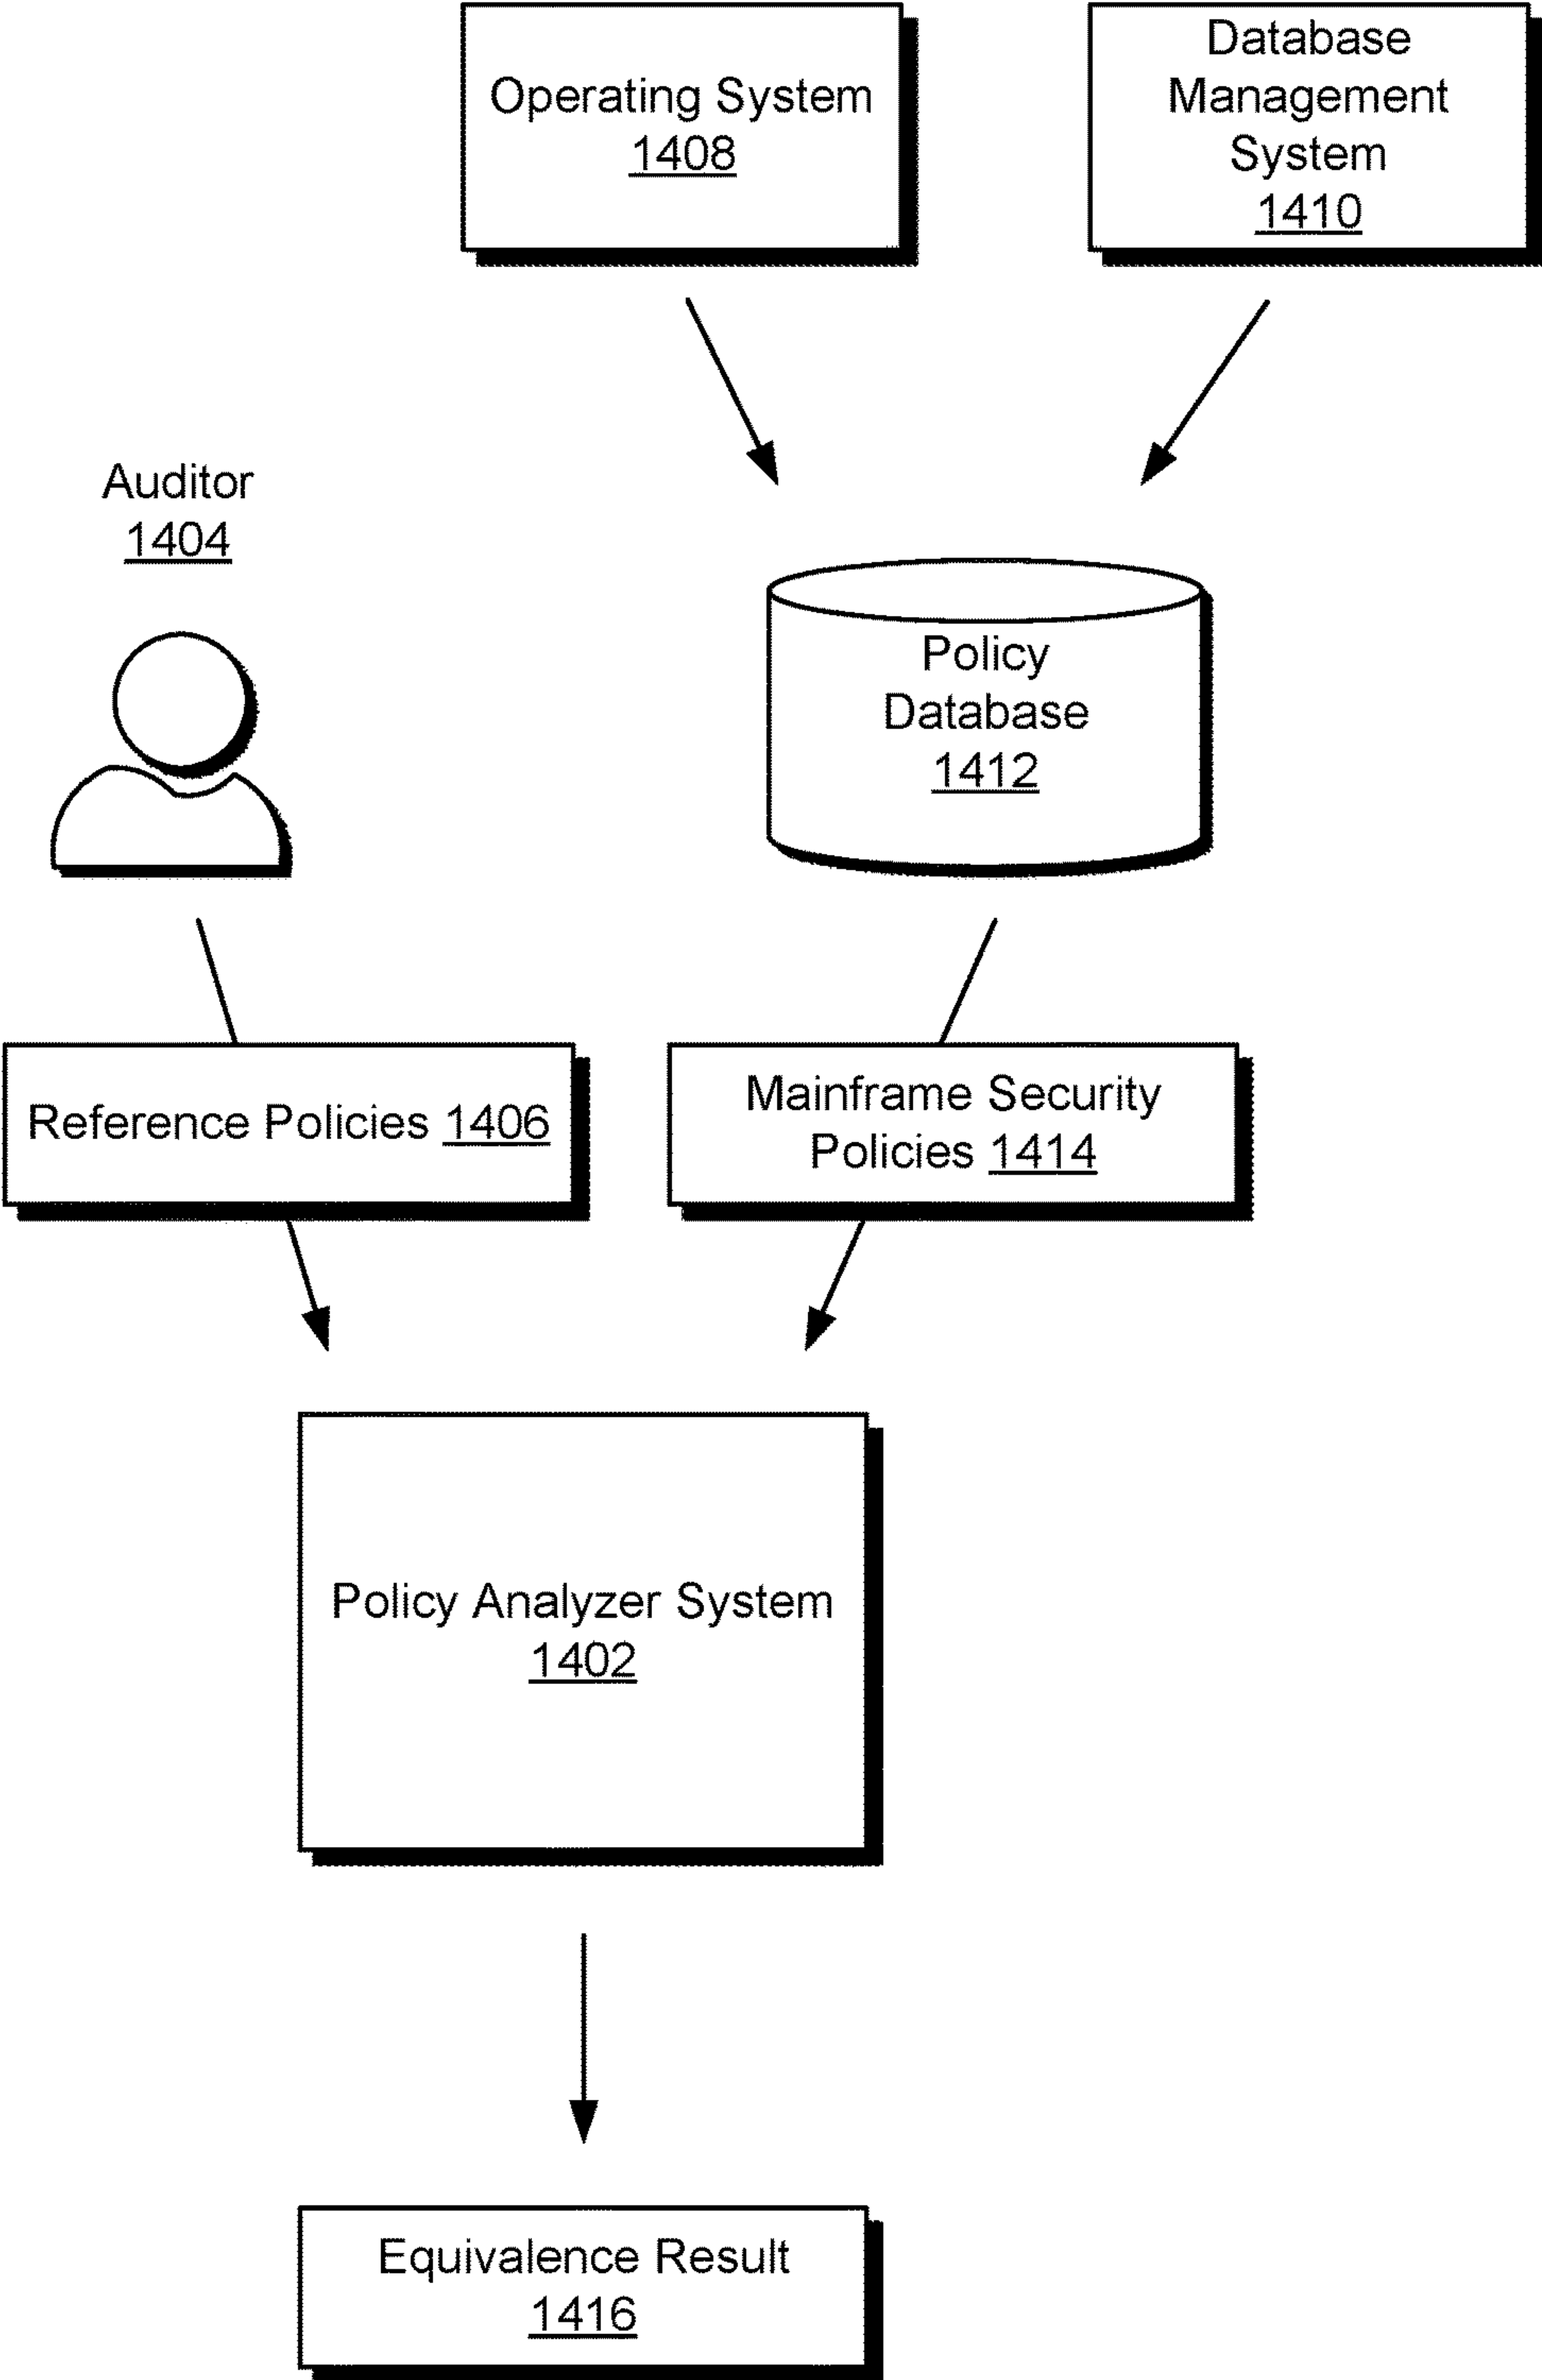 Operating System
1408
Database
Management
System
1410
Auditor
1404
Policy
Database
1412
Reference Policies 1406
Mainframe Security
Policies 1414
Policy Analyzer System
1402
Equivalence Result
1416